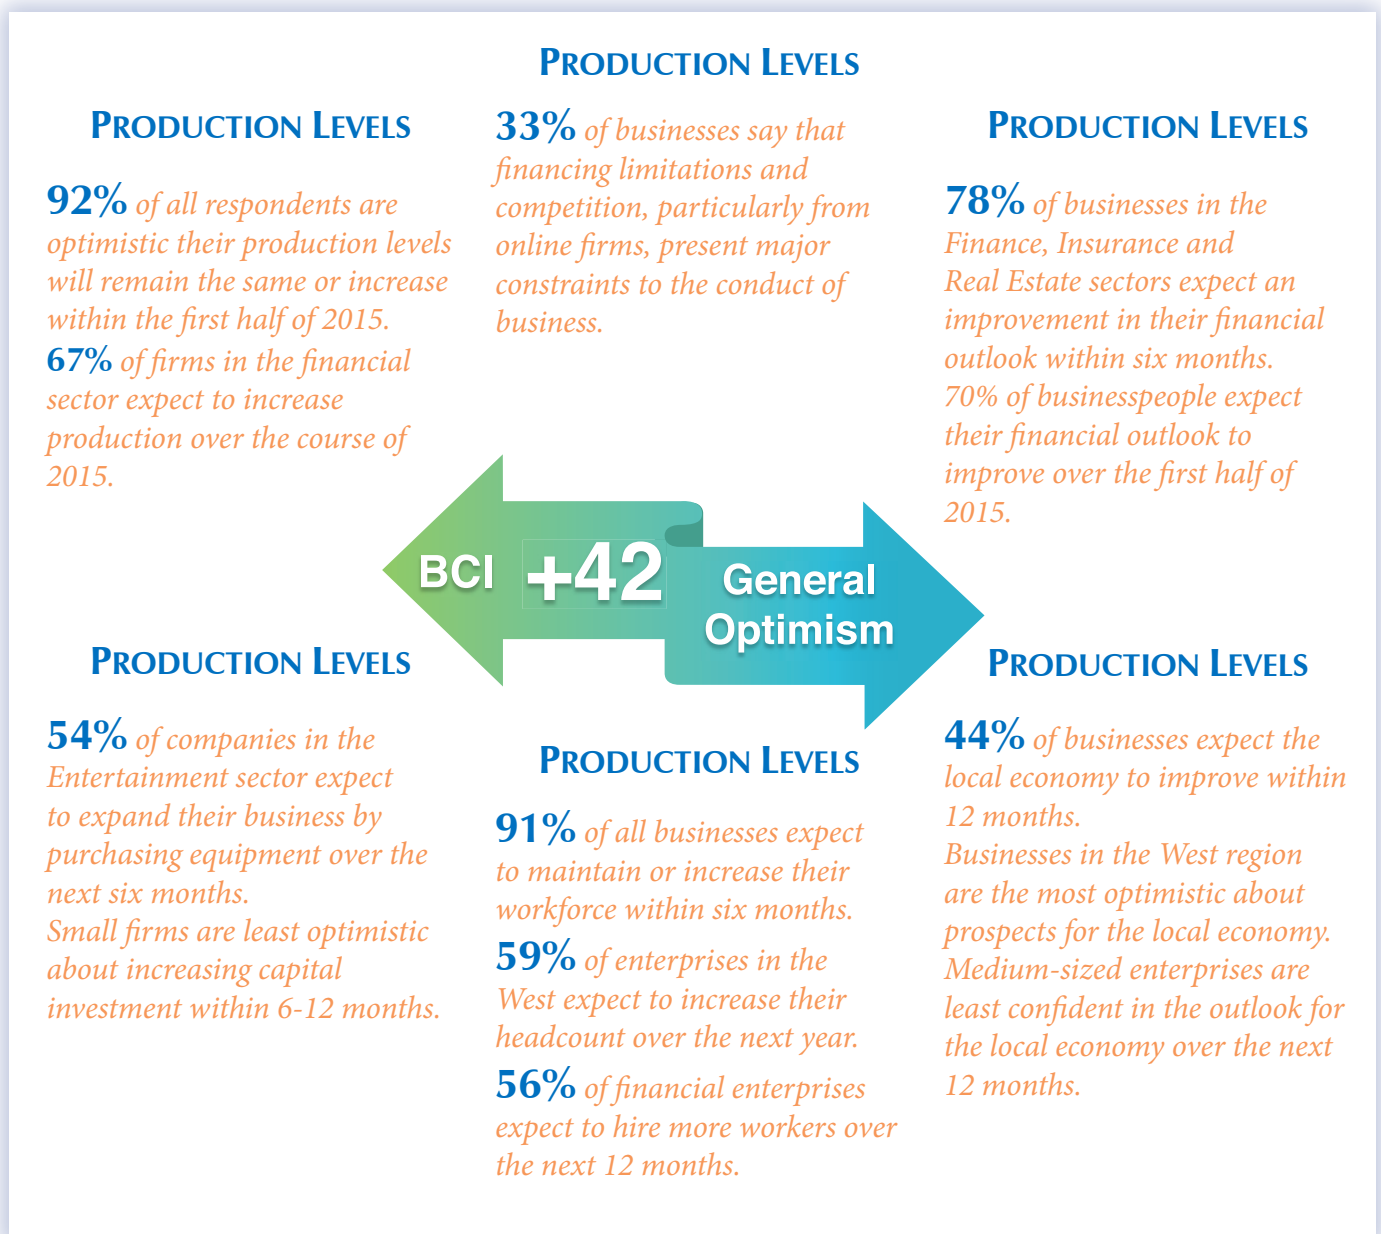 PRODUCTION LEVELS
92% of all respondents are
optimistic their production levels
will remain the same or increase
within the first half of 2015.
67% of firms in the financial
sector expect to increase
production over the course of
2015.
PRODUCTION LEVELS
33% of businesses say that
financing limitations and
competition, particularly from
online firms, present major
constraints to the conduct of
business.
PRODUCTION LEVELS
78% of businesses in the
Finance, Insurance and
Real Estate sectors expect an
improvement in their financial
outlook within six months.
70% of businesspeople expect
their financial outlook to
improve over the first half of
2015.
BCI +42
General
Optimism
PRODUCTION LEVELS
54% of companies in the
Entertainment sector expect
to expand their business by
purchasing equipment over the
next six months.
Small firms are least optimistic
about increasing capital
investment within 6-12 months.
PRODUCTION LEVELS
91% of all businesses expect
to maintain or increase their
workforce within six months.
59% of enterprises in the
West expect to increase their
headcount over the next year.
56% of financial enterprises
expect to hire more workers over
the next 12 months.
PRODUCTION LEVELS
44% of businesses expect the
local economy to improve within
12 months.
Businesses in the West region
are the most optimistic about
prospects for the local economy.
Medium-sized enterprises are
least confident in the outlook for
the local economy over the next
12 months.